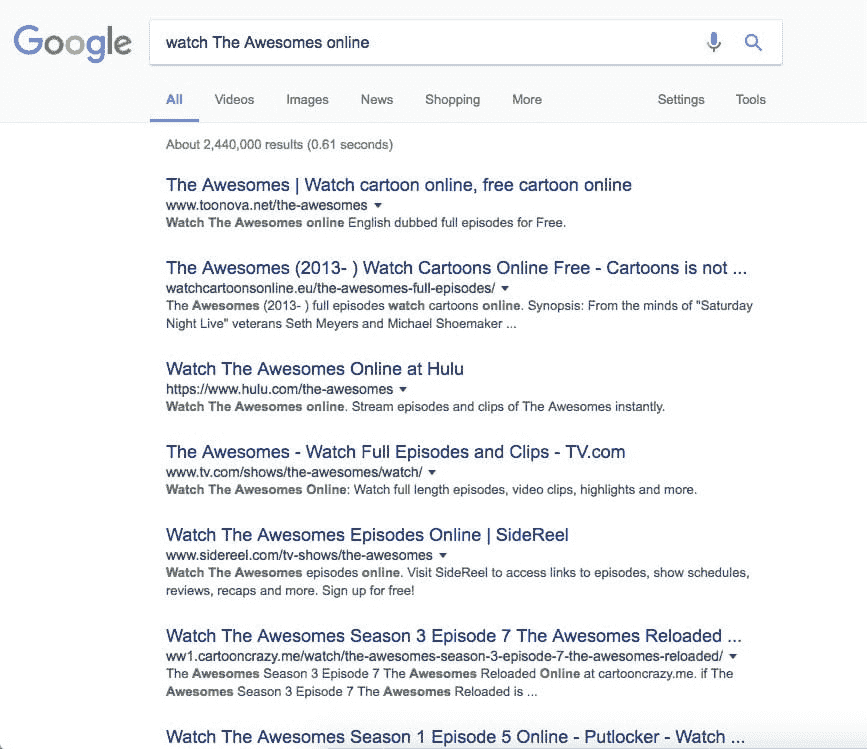 Google
watch The Awesomes online
All Videos Images News Shopping More Settings Tools
About 2,440,000 results (0.61 seconds)
The Awesomes | Watch cartoon online, free cartoon online
www.toonova.net/the-awesomes
Watch The Awesomes online English dubbed full episodes for Free.
The Awesomes (2013- ) Watch Cartoons Online Free - Cartoons is not ...
watchcartoonsonline.eu/the-awesomes-full-episodes/
The Awesomes (2013- ) full episodes watch cartoons online. Synopsis: From the minds of "Saturday
Night Live" veterans Seth Meyers and Michael Shoemaker ...
Watch The Awesomes Online at Hulu
https://www.hulu.com/the-awesomes
Watch The Awesomes online. Stream episodes and clips of The Awesomes instantly.
The Awesomes - Watch Full Episodes and Clips - TV.com
www.tv.com/shows/the-awesomes/watch/
Watch The Awesomes Online: Watch full length episodes, video clips, highlights and more.
Watch The Awesomes Episodes Online | SideReel
www.sidereel.com/tv-shows/the-awesomes
Watch The Awesomes episodes online. Visit SideReel to access links to episodes, show schedules,
reviews, recaps and more. Sign up for free!
Watch The Awesomes Season 3 Episode 7 The Awesomes Reloaded ...
ww1.cartooncrazy.me/watch/the-awesomes-season-3-episode-7-the-awesomes-reloaded/
The Awesomes Season 3 Episode 7 The Awesomes Reloaded Online at cartooncrazy.me. if The
Awesomes Season 3 Episode 7 The Awesomes Reloaded is ...
Watch The Awesomes Season 1 Episode 5 Online - Putlocker - Watch ...